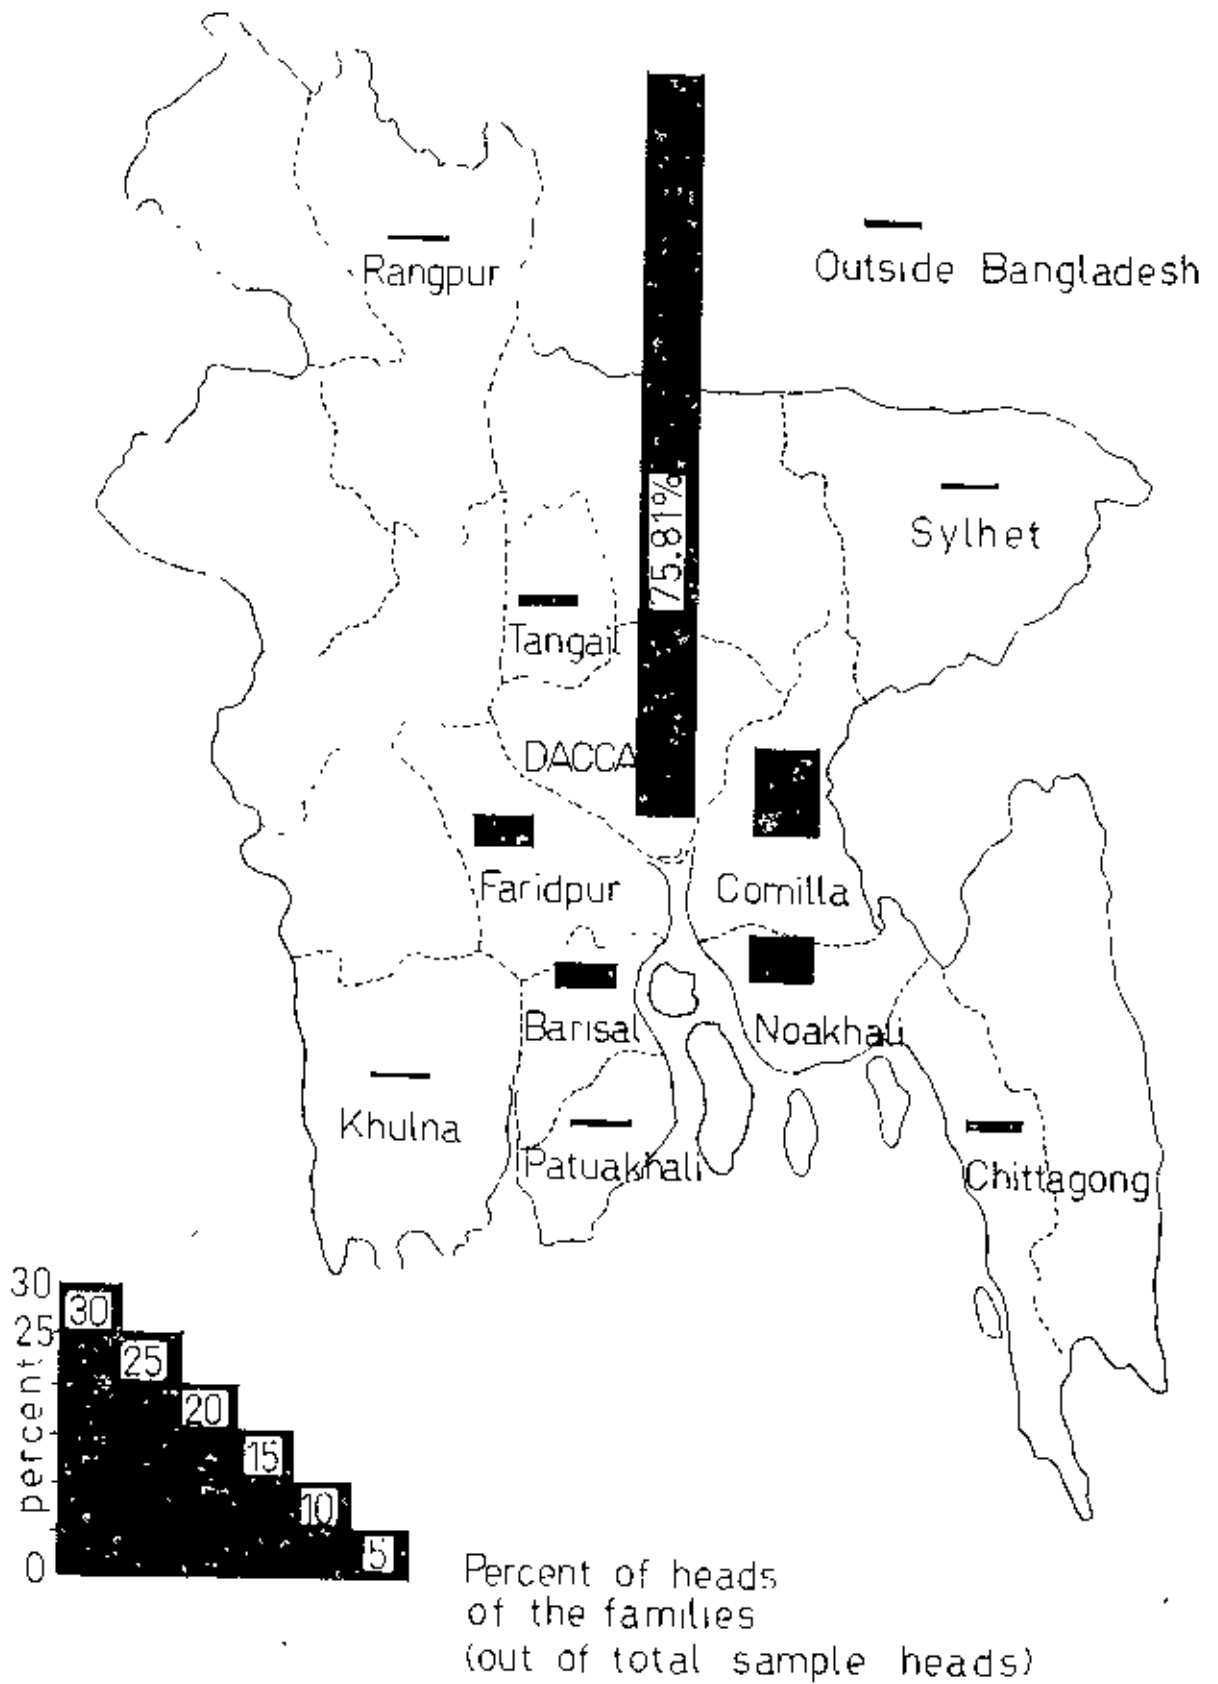 Rangpur
Outside Bangladesh
75.81%
Sylhet
Tangail
DACCA
Faridpur
Comilla
Barisal
Noakhali
Khulna
Patuakhali
Chittagong
30
25
0
percent
30
25
20
15
10
5
Percent of heads
of the families
(out of total sample heads)